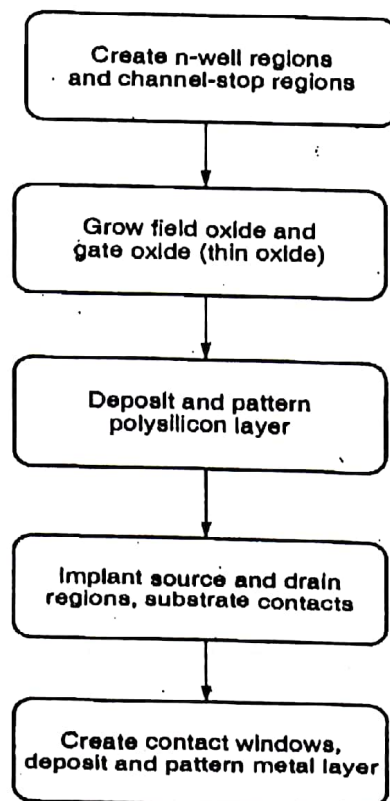 Create n-well regions
and channel-stop regions
Grow field oxide and
gate oxide (thin oxide)
Deposit and pattern
polysilicon layer
Implant source and drain
regions, substrate contacts
Create contact windows,
deposit and pattern metal layer